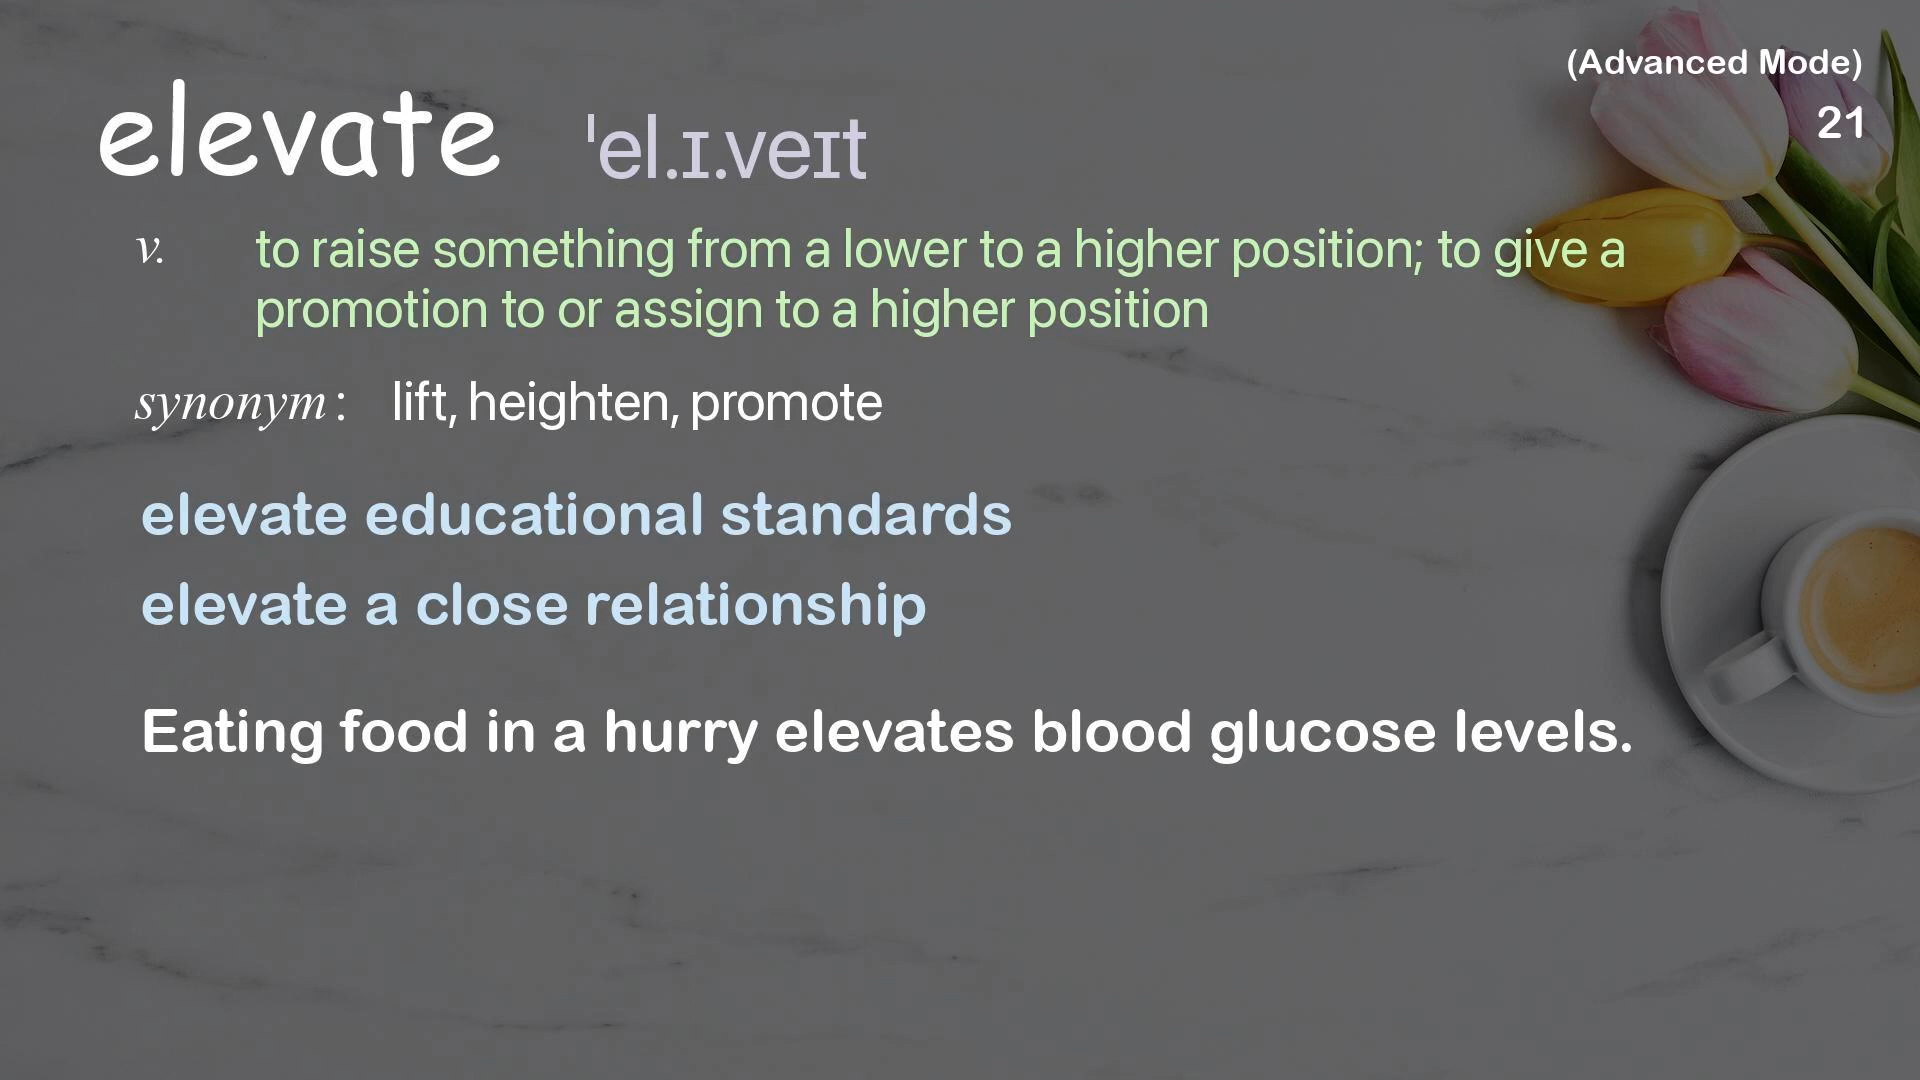 (Advanced Mode)
21
elevate ˈel.ɪ.veɪt
v. to raise something from a lower to a higher position; to give a
promotion to or assign to a higher position
synonym: lift, heighten, promote
elevate educational standards
elevate a close relationship
Eating food in a hurry elevates blood glucose levels.